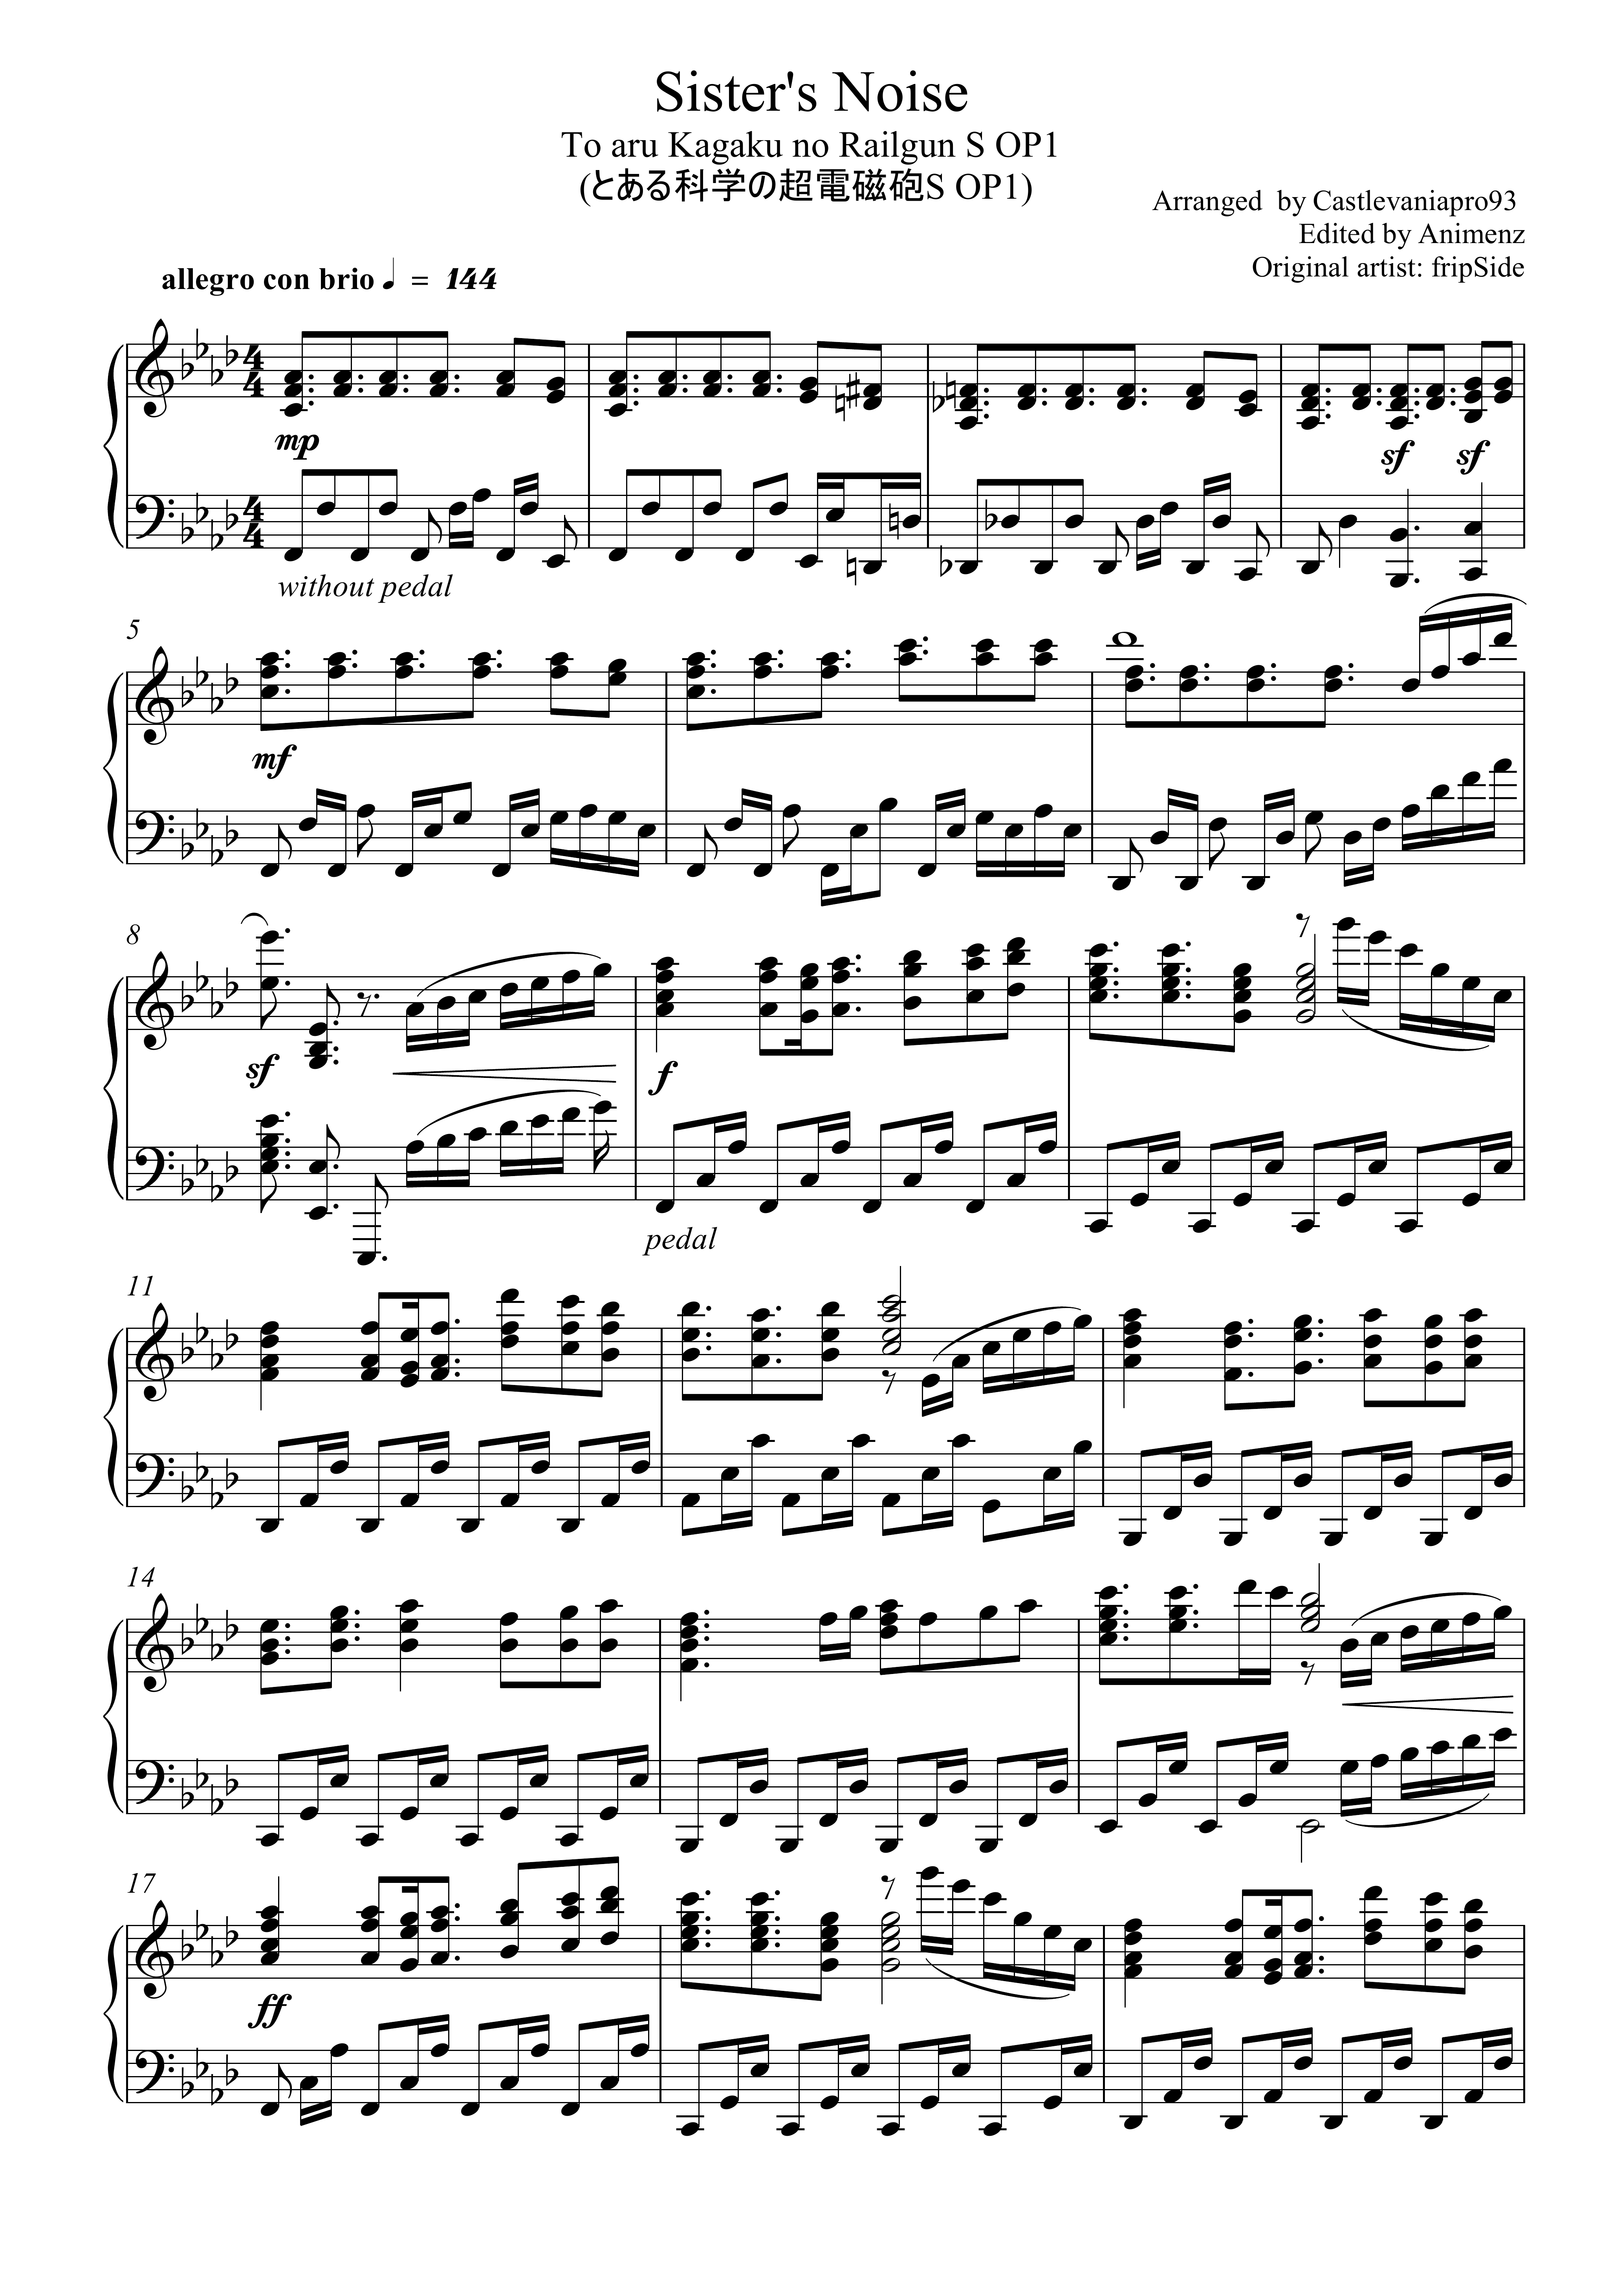 Sister's Noise
To aru Kagaku no Railgun S OP1
(とある科学の超電磁砲S OP1)
Arranged by Castlevaniapro93
Edited by Animenz
Original artist: fripSide
allegro con brio ♩ = 144
4 4
mp
sf sf
4 4
without pedal
5
mf
8
sf
f
pedal
11
14
17
ff